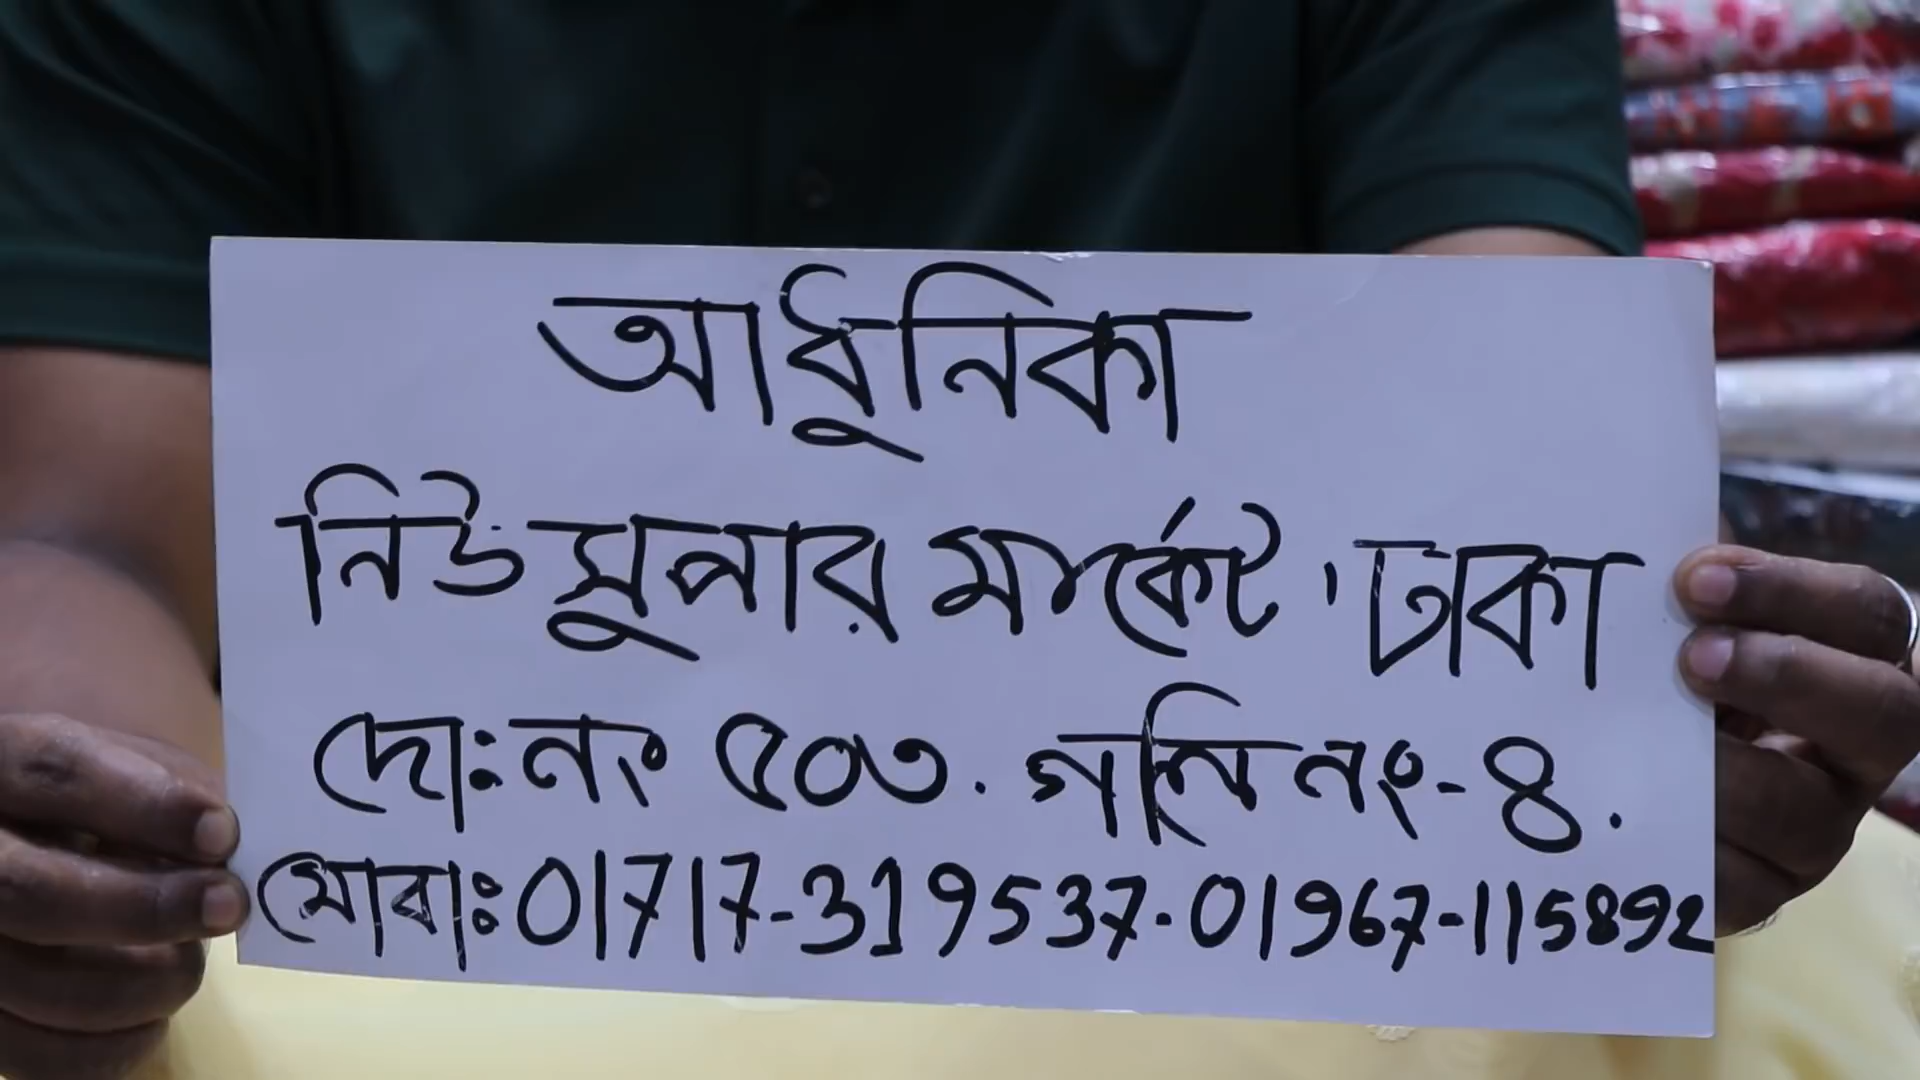 আধুনিকা
নিউ সুপার মার্কেট, ঢাকা
দো: নং ৫০৩. গলি নং-৪.
মোবাঃ 01717-319537-01967-115892